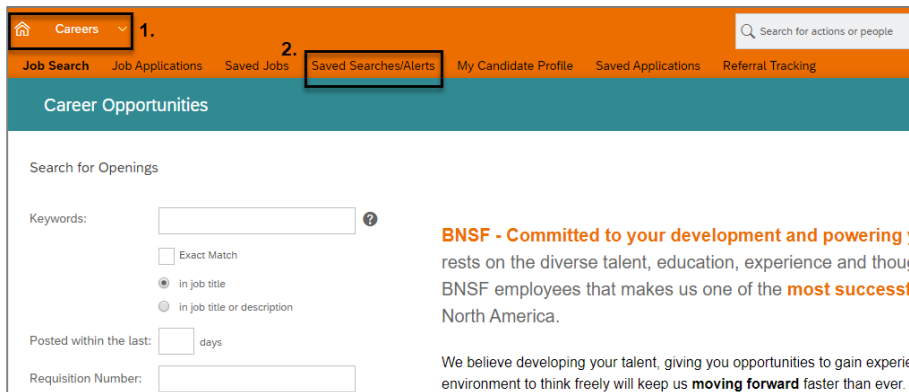 Careers 1.
Search for actions or people
2.
Job Search Job Applications Saved Jobs Saved Searches/Alerts My Candidate Profile Saved Applications Referral Tracking
Career Opportunities
Search for Openings
Keywords: ?
Exact Match
in job title
in job title or description
Posted within the last: days
Requisition Number:
BNSF - Committed to your development and powering
rests on the diverse talent, education, experience and
BNSF employees that makes us one of the most
North America.
We believe developing your talent, giving you opportunities to gain
environment to think freely will keep us moving forward faster than ever.